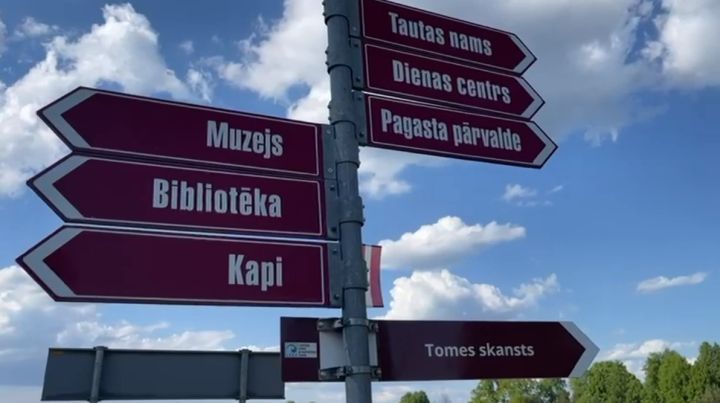 Tautas nams
Dienas centrs
Pagasta pārvalde
Muzejs
Bibliotēka
Kapi
Tomes skansts